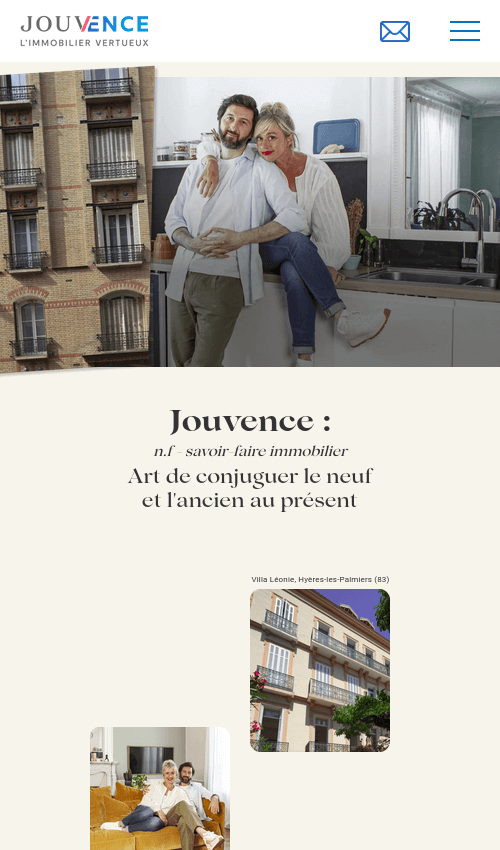 JOUVENCE
L'IMMOBILIER VERTUEUX
Jouvence :
n.f - savoir-faire immobilier
Art de conjuguer le neuf
et l'ancien au présent
Villa Léonie, Hyères-les-Palmiers (83)